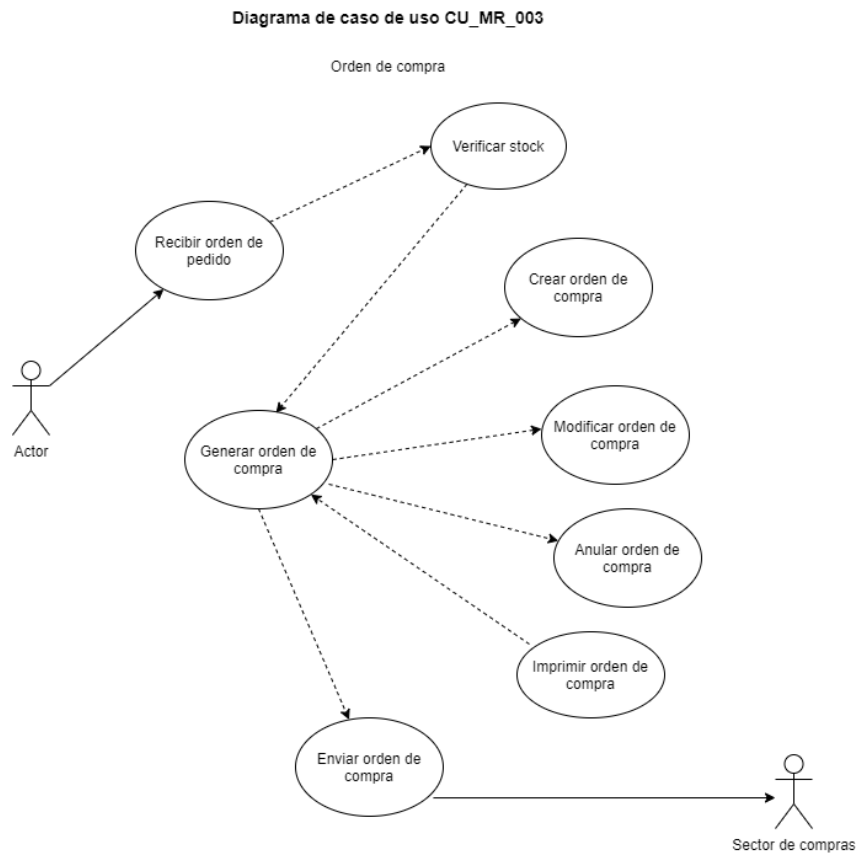 Diagrama de caso de uso CU_MR_003
Orden de compra
Verificar stock
Recibir orden de
pedido
Crear orden de
compra
Actor
Generar orden de
compra
Modificar orden de
compra
Anular orden de
compra
Imprimir orden de
compra
Enviar orden de
compra
Sector de compras